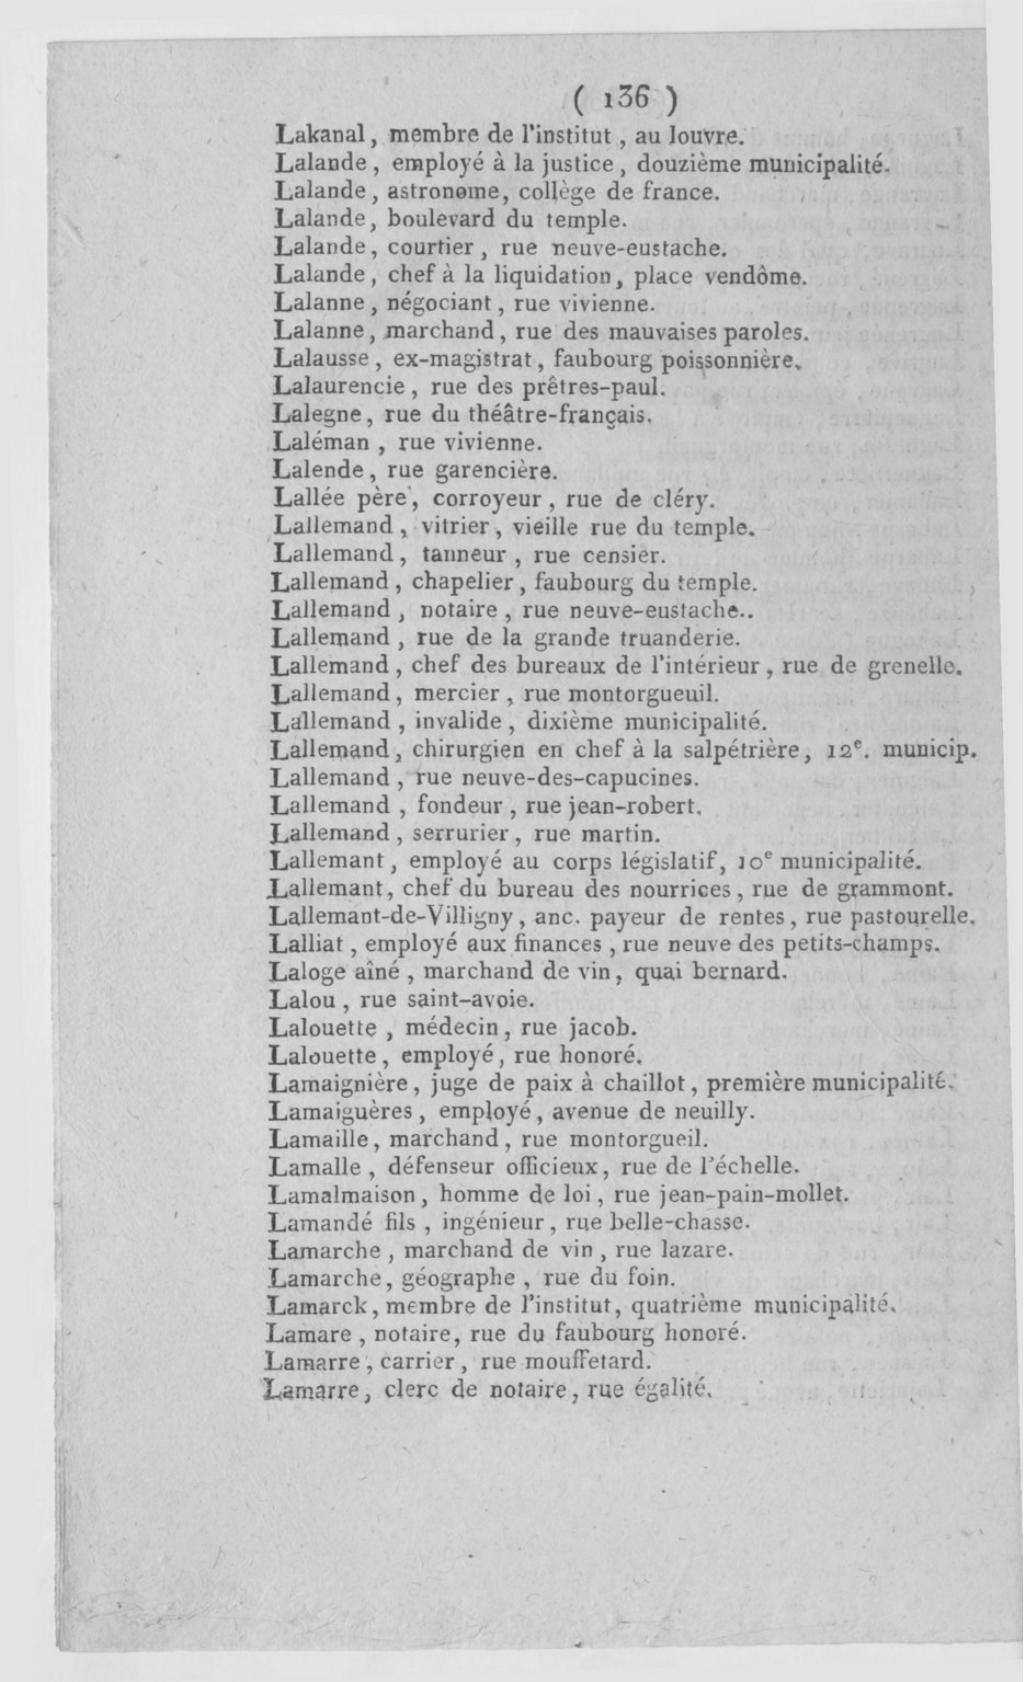 ( 136 )
Lakanal, membre de l'institut, au louvre.
Lalande, employé à la justice, douzième municipalité.
Lalande, astronome, collège de france.
Lalande, boulevard du temple.
Lalande, courtier, rue neuve-eustache.
Lalande, chef à la liquidation, place vendôme.
Lalanne, négociant, rue vivienne.
Lalanne, marchand, rue des mauvaises paroles.
Lalausse, ex-magistrat, faubourg poissonnière.
Lalaurencie, rue des prêtres-paul.
Lalegne, rue du théâtre-français.
Laléman, rue vivienne.
Lalende, rue garencière.
Lallée père, corroyeur, rue de cléry.
Lallemand, vitrier, vieille rue du temple.
Lallemand, tanneur, rue censier.
Lallemand, chapelier, faubourg du temple.
Lallemand, notaire, rue neuve-eustache..
Lallemand, rue de la grande truanderie.
Lallemand, chef des bureaux de l'intérieur, rue de grenelle.
Lallemand, mercier, rue montorgueuil.
Lallemand, invalide, dixième municipalité.
Lallemand, chirurgien en chef à la salpétrière, 12e. municip.
Lallemand, rue neuve-des-capucines.
Lallemand, fondeur, rue jean-robert.
Lallemand, serrurier, rue martin.
Lallemant, employé au corps législatif, 10e municipalité.
Lallemant, chef du bureau des nourrices, rue de grammont.
Lallemant-de-Villigny, anc. payeur de rentes, rue pastourelle.
Lalliat, employé aux finances, rue neuve des petits-champs.
Laloge aîné, marchand de vin, quai bernard.
Lalou, rue saint-avoie.
Lalouette, médecin, rue jacob.
Lalouette, employé, rue honoré.
Lamaignière, juge de paix à chaillot, première municipalité.
Lamaiguères, employé, avenue de neuilly.
Lamaille, marchand, rue montorgueil.
Lamalle, défenseur officieux, rue de l'échelle.
Lamalmaison, homme de loi, rue jean-pain-mollet.
Lamandé fils, ingénieur, rue belle-chasse.
Lamarche, marchand de vin, rue lazare.
Lamarche, géographe, rue du foin.
Lamarck, membre de l'institut, quatrième municipalité.
Lamare, notaire, rue du faubourg honoré.
Lamarre, carrier, rue mouffetard.
Lamarre, clerc de notaire, rue égalité.